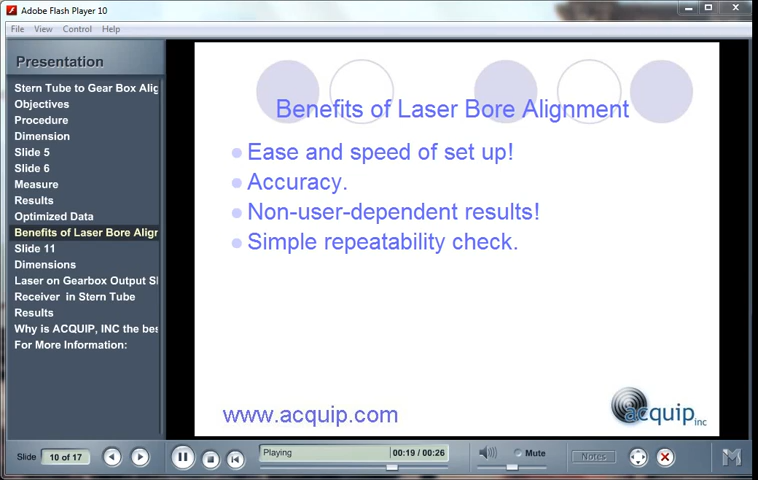 Adobe Flash Player 10
File View Control Help
Presentation
Stern Tube to Gear Box Alig
Objectives
Procedure
Dimension
Slide 5
Slide 6
Measure
Results
Optimized Data
Benefits of Laser Bore Alignr
Slide 11
Dimensions
Laser on Gearbox Output Sl
Receiver in Stern Tube
Results
Why is ACQUIP, INC the bes
For More Information:
Benefits of Laser Bore Alignment
Ease and speed of set up!
Accuracy.
Non-user-dependent results!
Simple repeatability check.
www.acquip.com
acquip inc
Slide 10 of 17
Playing 00:19 / 00:26
Mute
Notes
M